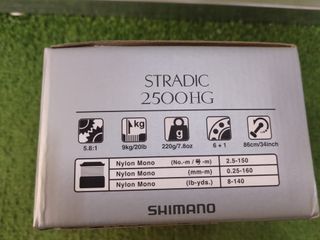 STRADIC
2500HG
kg
g
5.8:1
9kg/20lb
220g/7.8oz
6 + 1
86cm/34inch
Nylon Mono (No.-m / 号-m) 2.5-150
Nylon Mono (mm-m) 0.25-160
Nylon Mono (lb-yds.) 8-140
SHIMANO